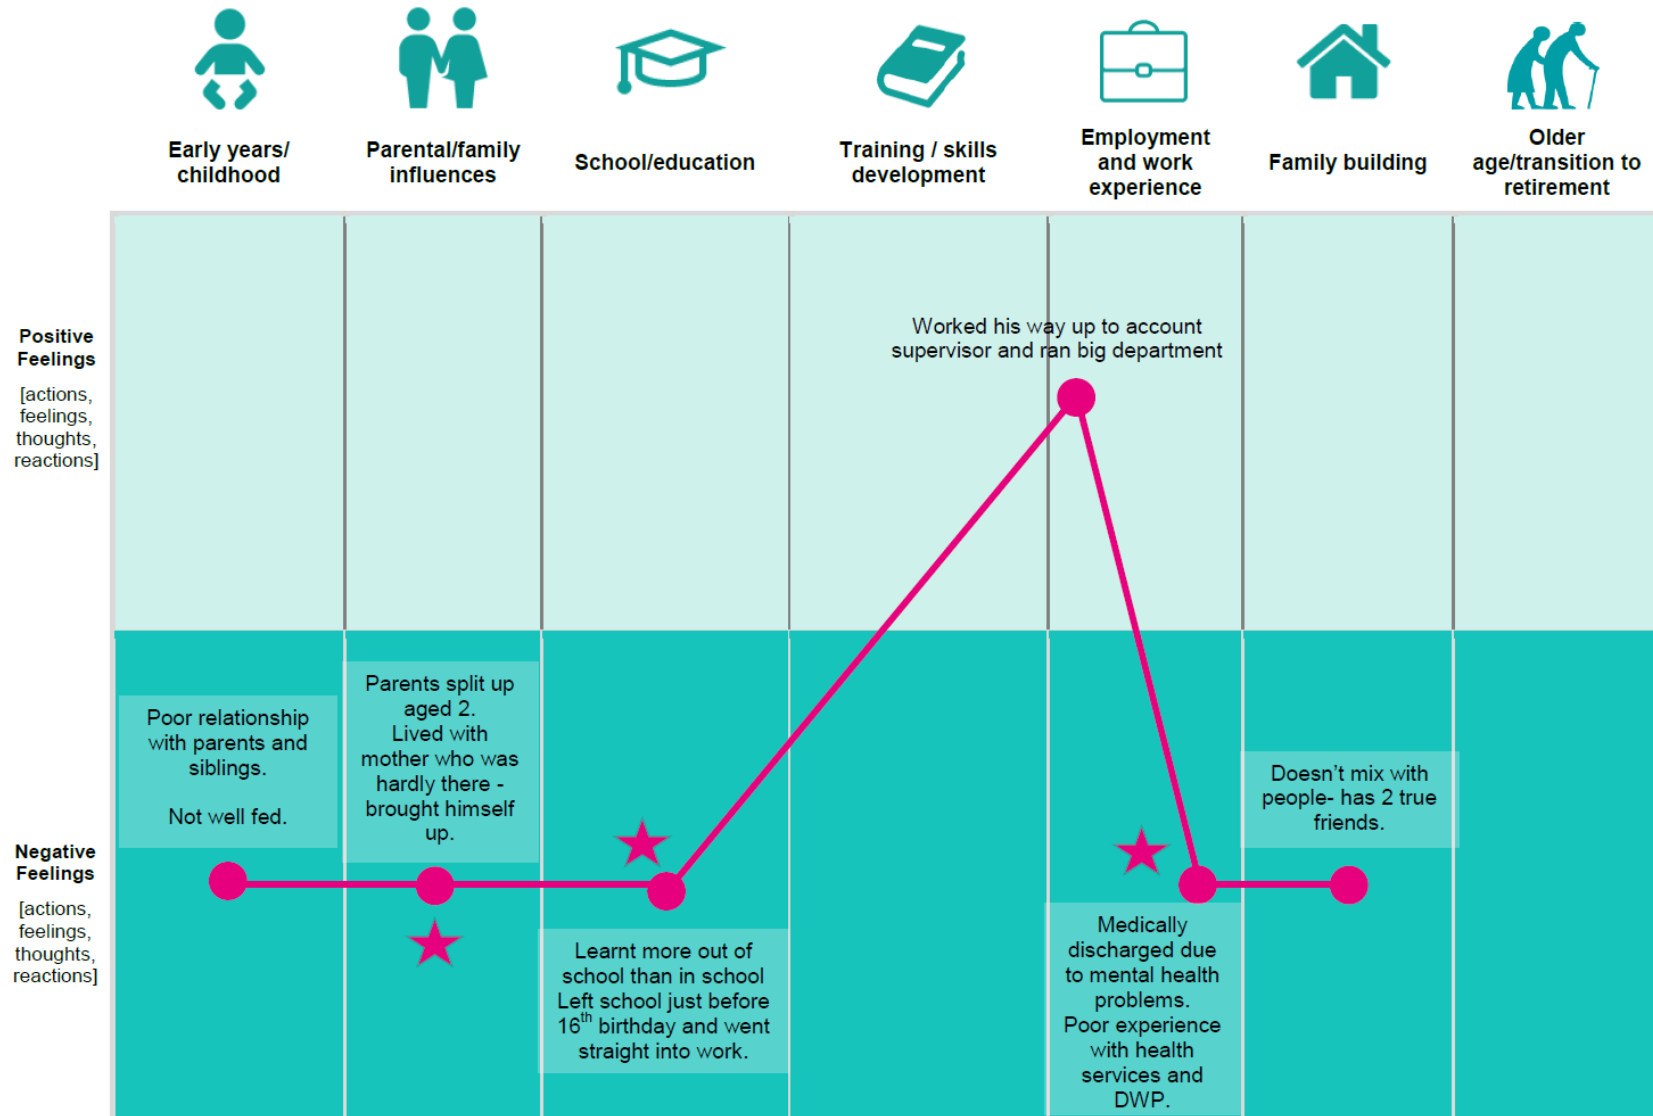 Early years/
childhood
Parental/family
influences
School/education
Training / skills
development
Employment
and work
experience
Family building
Older
age/transition to
retirement
Positive
Feelings
[actions,
feelings,
thoughts,
reactions]
Worked his way up to account
supervisor and ran big department
Negative
Feelings
[actions,
feelings,
thoughts,
reactions]
Poor relationship
with parents and
siblings.
Not well fed.
Parents split up
aged 2.
Lived with
mother who was
hardly there -
brought himself
up.
Learnt more out of
school than in school
Left school just before
16th birthday and went
straight into work.
Medically
discharged due
to mental health
problems.
Poor experience
with health
services and
DWP.
Doesn’t mix with
people- has 2 true
friends.